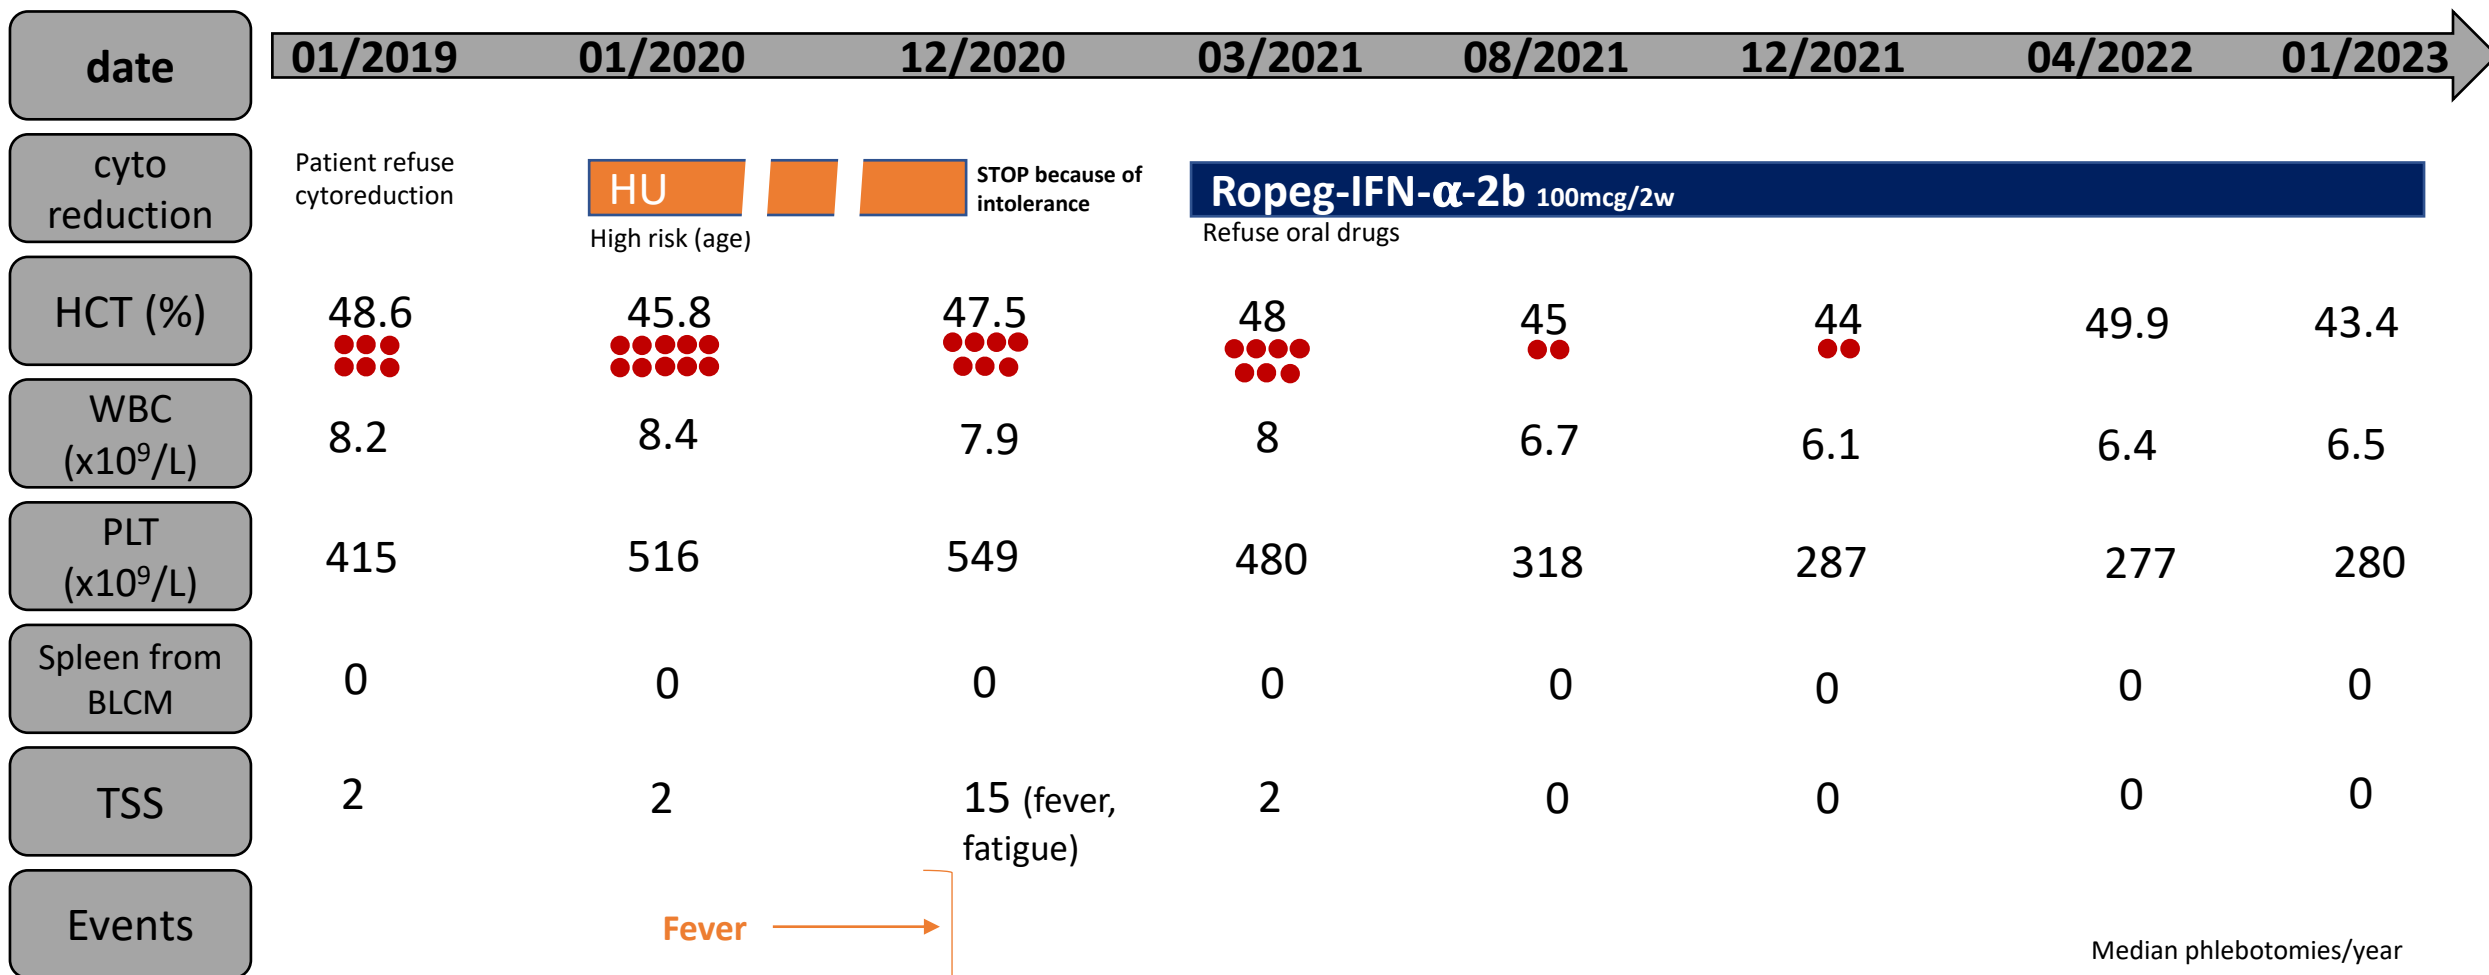 date
01/2019 01/2020 12/2020 03/2021 08/2021 12/2021 04/2022 01/2023
cyto
reduction
Patient refuse
cytoreduction
HU
High risk (age)
STOP because of
intolerance
Ropeg-IFN-α-2b 100mcg/2w
Refuse oral drugs
HCT (%)
48.6 45.8 47.5 48 45 44 49.9 43.4
WBC
(x10⁹/L)
8.2 8.4 7.9 8 6.7 6.1 6.4 6.5
PLT
(x10⁹/L)
415 516 549 480 318 287 277 280
Spleen from
BLCM
0 0 0 0 0 0 0 0
TSS
2 2 15 (fever,
fatigue) 2 0 0 0 0
Events
Fever
Median phlebotomies/year